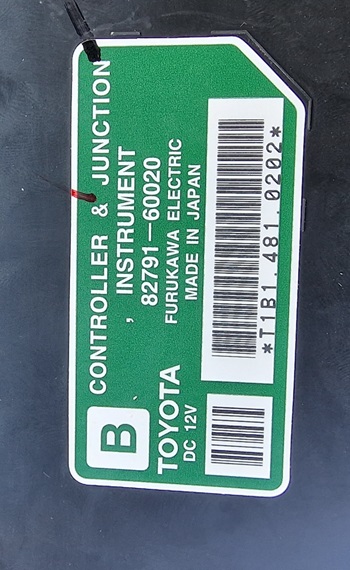 B
CONTROLLER & JUNCTION
, INSTRUMENT
82791-60020
TOYOTA
FURUKAWA ELECTRIC
DC 12V
MADE IN JAPAN
*T1B1.481.0202*